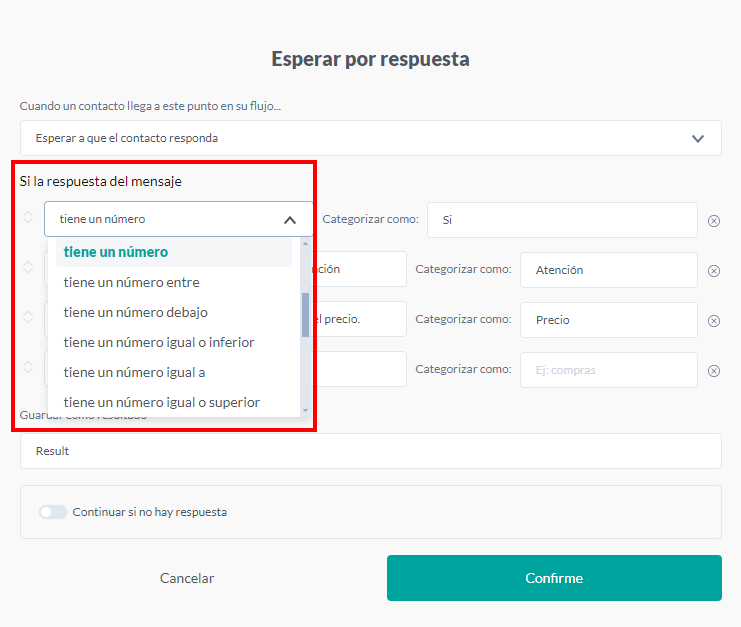 Esperar por respuesta
Cuando un contacto llega a este punto en su flujo...
Esperar a que el contacto responda
Si la respuesta del mensaje
tiene un número
Categorizar como:
Si
tiene un número
tiene un número entre
tiene un número debajo
tiene un número igual o inferior
tiene un número igual a
tiene un número igual o superior
Categorizar como:
Atención
el precio.
Categorizar como:
Precio
Categorizar como:
Ej: compras
Guardar como resultado
Result
Continuar si no hay respuesta
Cancelar
Confirme